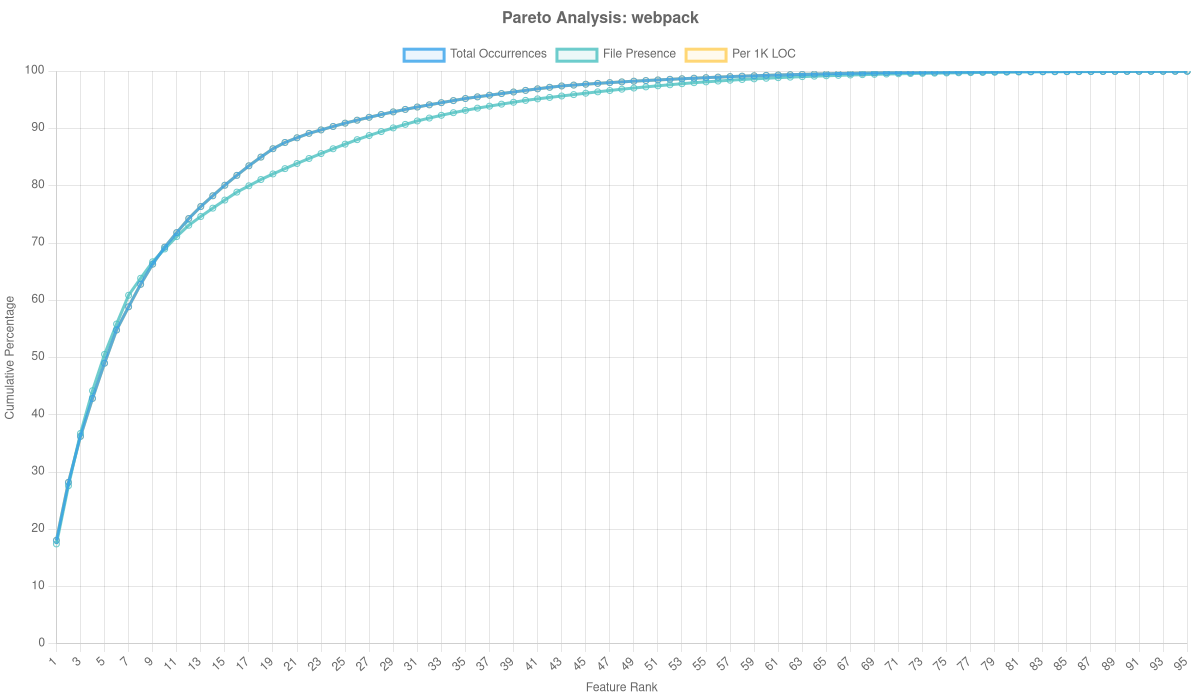 Pareto Analysis: webpack
Total Occurrences File Presence Per 1K LOC
100
90
80
70
60
50
40
30
20
10
0
Cumulative Percentage
1 3 5 7 9 11 13 15 17 19 21 23 25 27 29 31 33 35 37 39 41 43 45 47 49 51 53 55 57 59 61 63 65 67 69 71 73 75 77 79 81 83 85 87 89 91 93 95
Feature Rank